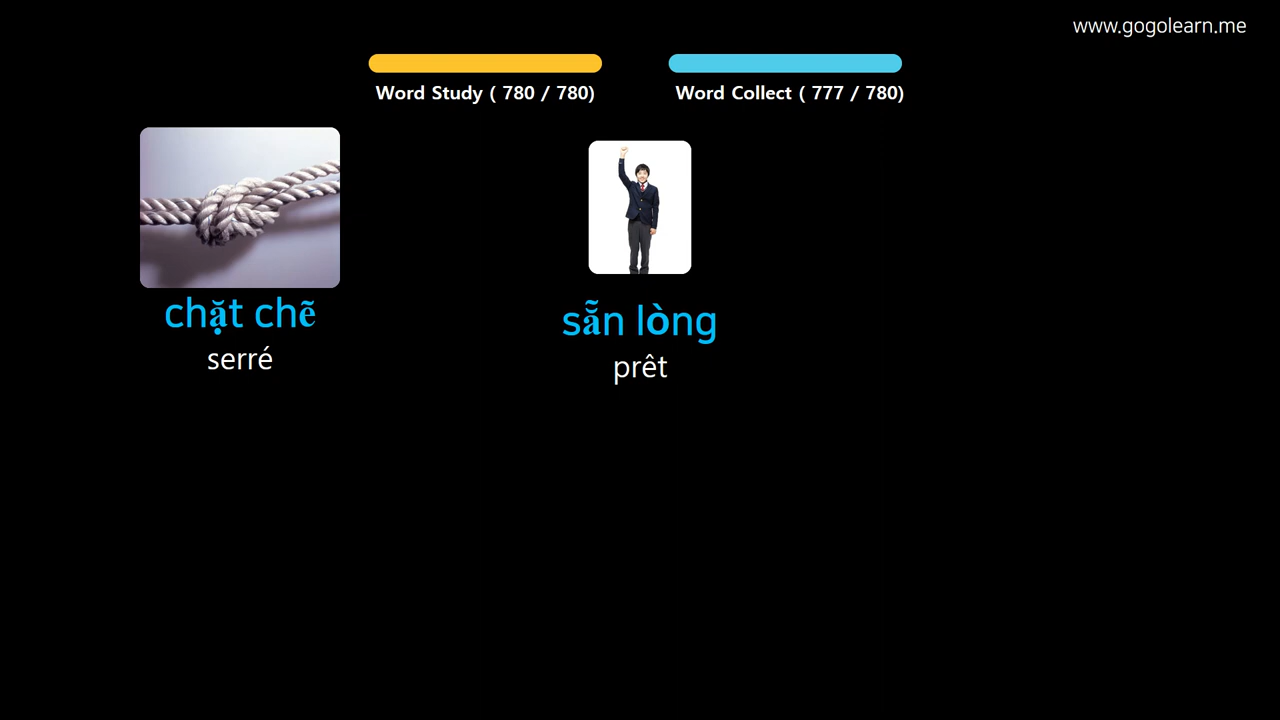 www.gogolearn.me
Word Study ( 780 / 780)
Word Collect ( 777 / 780)
chặt chẽ
serré
sẵn lòng
prêt